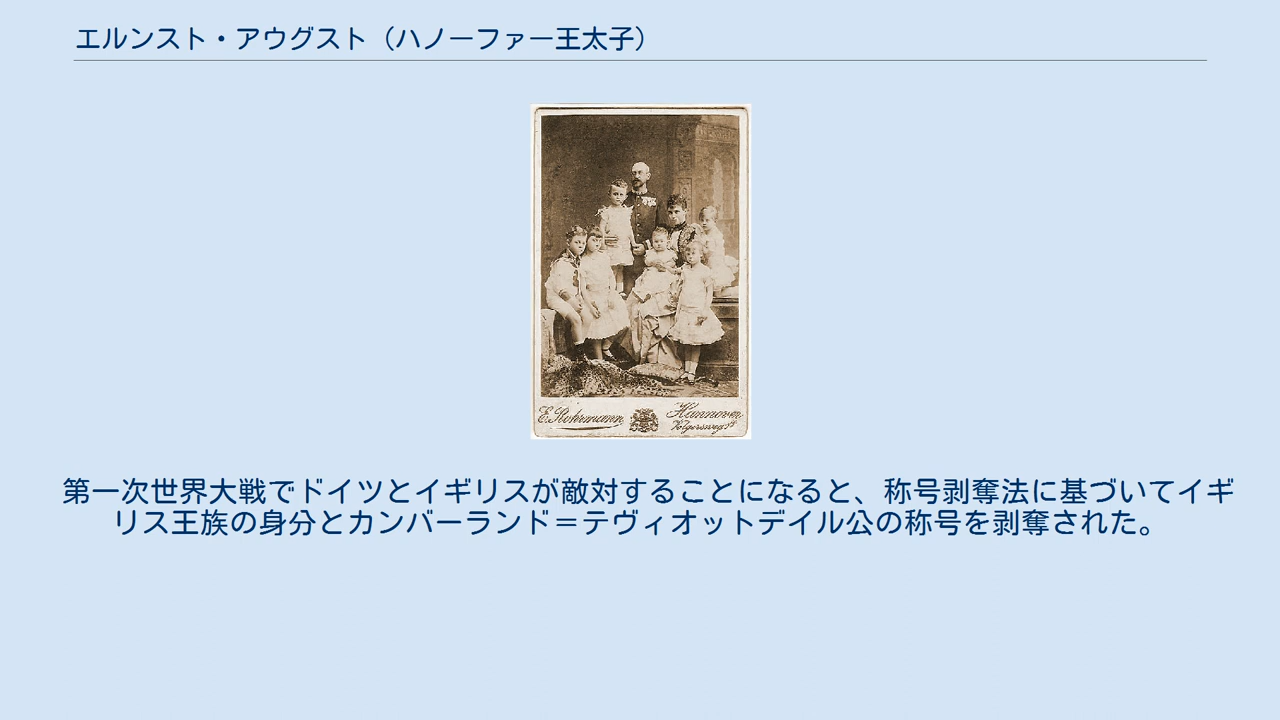 エルンスト・アウグスト（ハノーファー王太子）
E. Rohrmann
Hannover
第一次世界大戦でドイツとイギリスが敵対することになると、称号剥奪法に基づいてイギ
リス王族の身分とカンバーランド＝テヴィオットデイル公の称号を剥奪された。